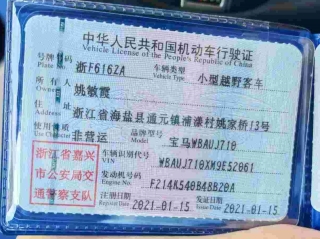 中华人民共和国机动车行驶证
Vehicle License of the People's Republic of China
号牌号码 浙F616ZA 车辆类型 小型越野客车
Plate No. Vehicle Type
所有人 姚敏霞
Owner
住址 浙江省海盐县通元镇浦漾村姚家桥13号
Address
使用性质 非营运 品牌型号 宝马WBAUJ710
Use Character Model
浙江省嘉兴
市公安局交
通警察支队
车辆识别代号 WBAUJ710XM9E52061
VIN
发动机号码 F214K540B48B20A
Engine No.
注册日期 2021-01-15 发证日期 2021-01-15
Register Date Issue Date